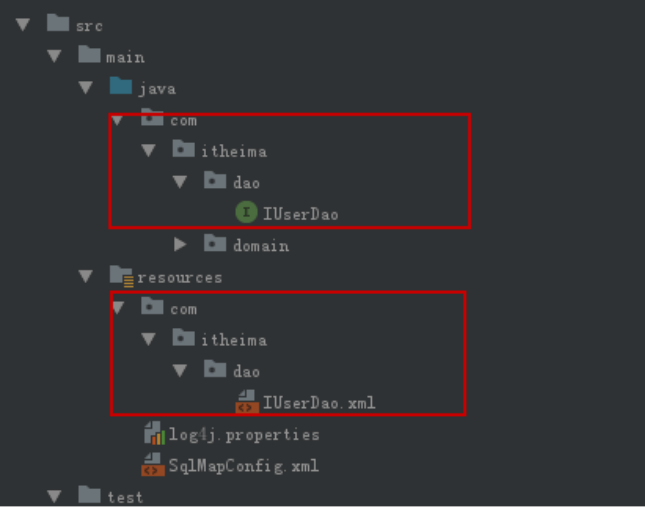 src
main
java
com
itheima
dao
I IUserDao
domain
resources
com
itheima
dao
IUserDao.xml
log4j.properties
SqlMapConfig.xml
test